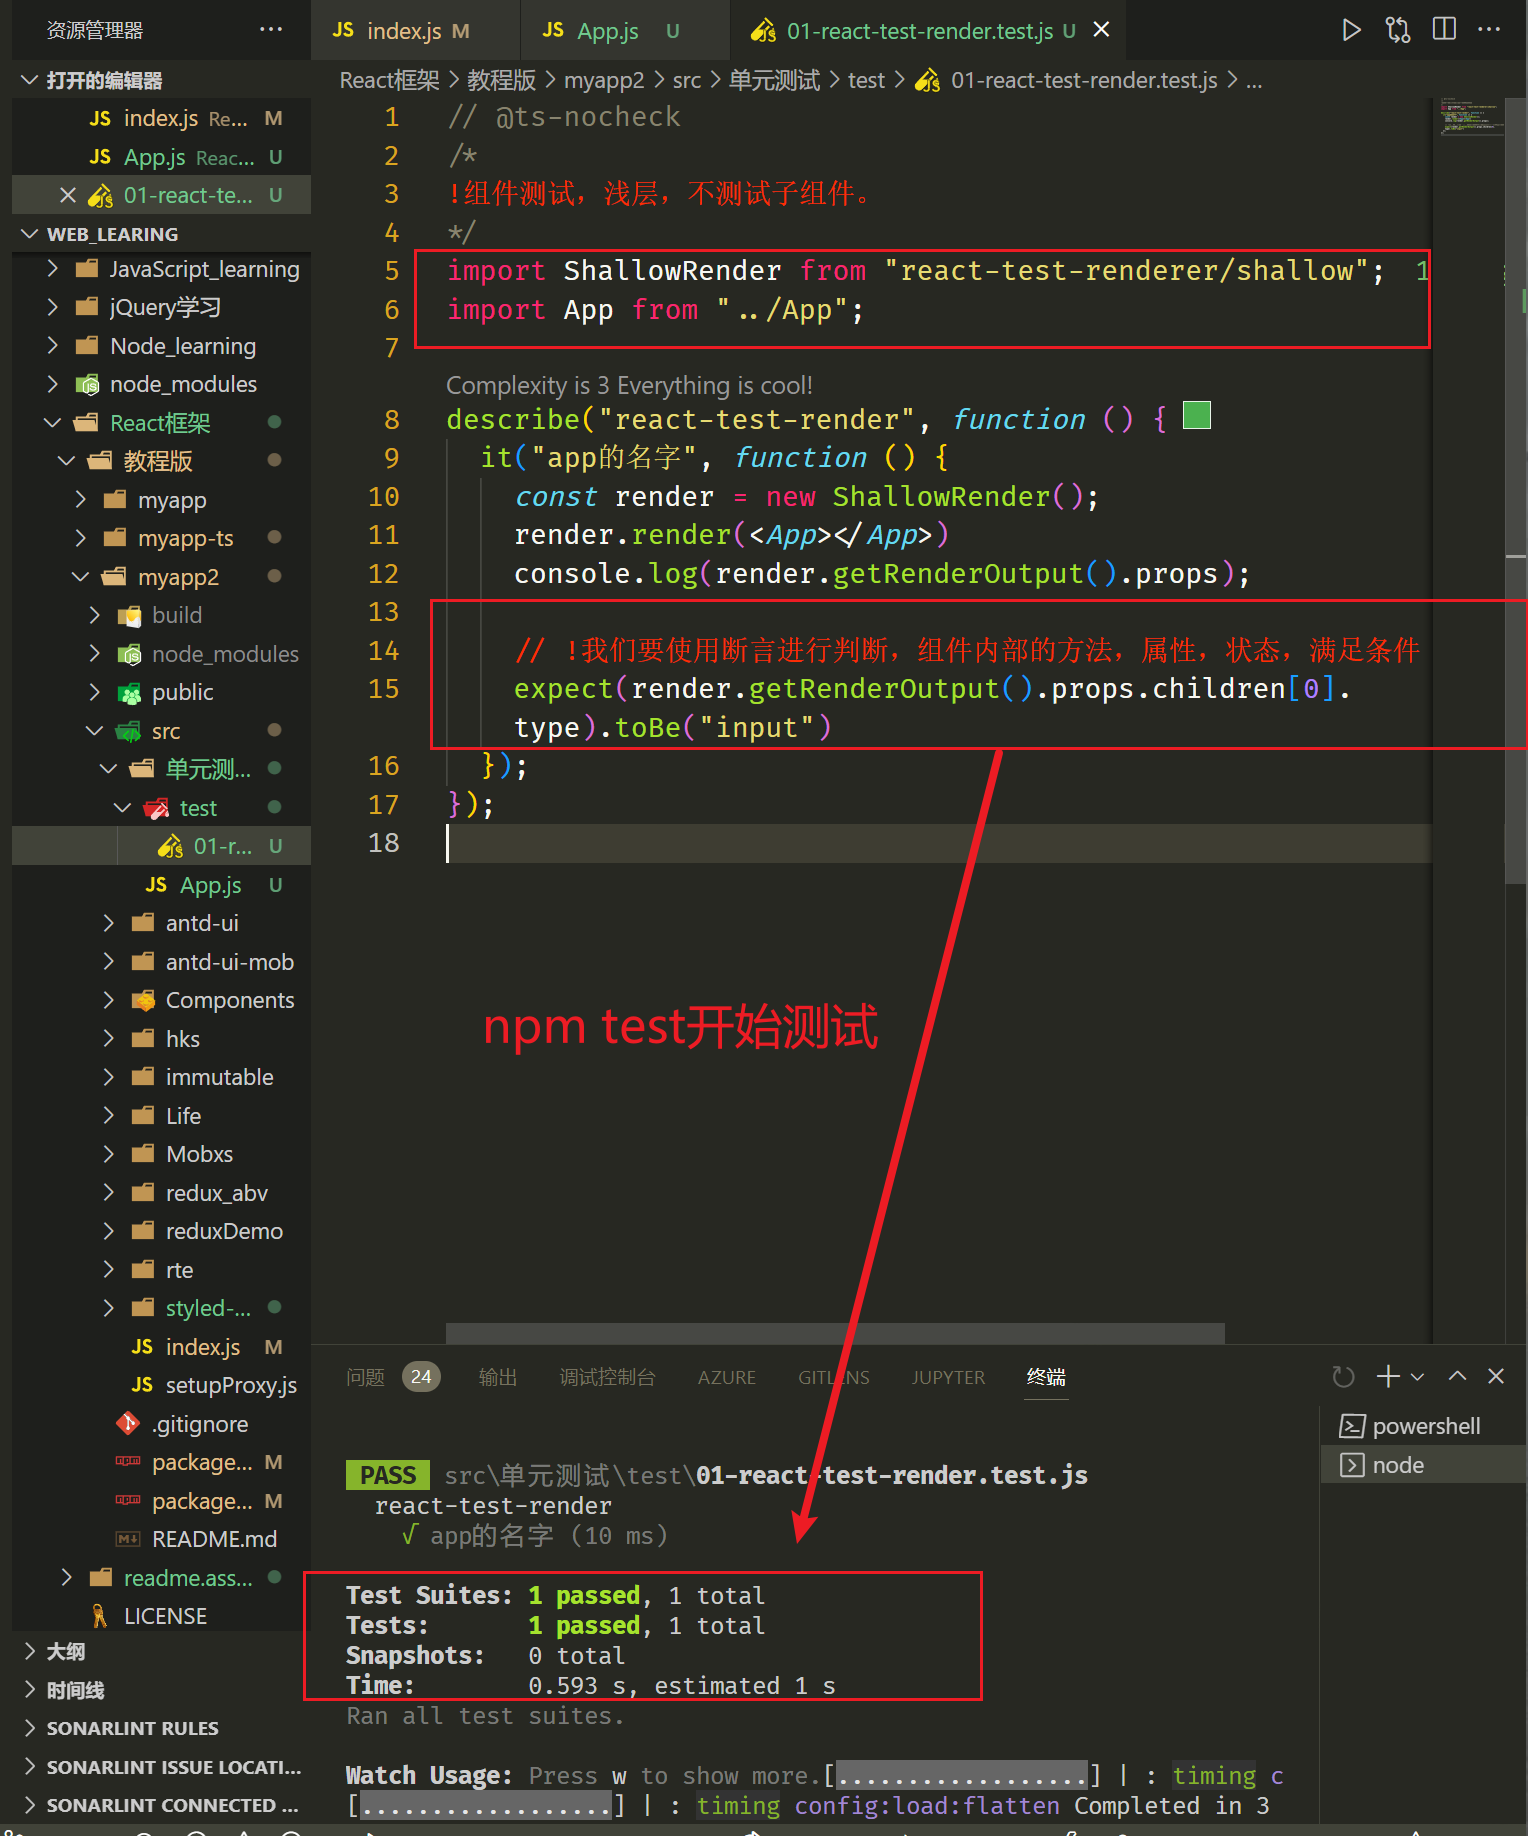 资源管理器 ···
打开的编辑器
JS index.js Re... M
JS App.js Reac... U
01-react-te... U
WEB_LEARING
JavaScript_learning
jQuery学习
Node_learning
node_modules
React框架
教程版
myapp
myapp-ts
myapp2
build
node_modules
public
src
单元测...
test
01-r... U
JS App.js U
antd-ui
antd-ui-mob
Components
hks
immutable
Life
Mobxs
redux_abv
reduxDemo
rte
styled-...
JS index.js M
JS setupProxy.js
.gitignore
package... M
package... M
README.md
readme.ass...
LICENSE
大纲
时间线
SONARLINT RULES
SONARLINT ISSUE LOCATI...
SONARLINT CONNECTED ...
JS index.js M JS App.js U 01-react-test-render.test.js U
React框架 > 教程版 > myapp2 > src > 单元测试 > test > 01-react-test-render.test.js > ...
1 // @ts-nocheck
2 /*
3 !组件测试，浅层，不测试子组件。
4 */
5 import ShallowRender from "react-test-renderer/shallow"; 1
6 import App from "../App";
7
Complexity is 3 Everything is cool!
8 describe("react-test-render", function () {
9 it("app的名字", function () {
10 const render = new ShallowRender();
11 render.render(<App></App>)
12 console.log(render.getRenderOutput().props);
13
14 // !我们要使用断言进行判断，组件内部的方法，属性，状态，满足条件
15 expect(render.getRenderOutput().props.children[0].
type).toBe("input")
16 });
17 });
18
npm test开始测试
问题 24 输出 调试控制台 AZURE GITLENS JUPYTER 终端
powershell
node
PASS src\单元测试\test\01-react-test-render.test.js
react-test-render
√ app的名字 (10 ms)
Test Suites: 1 passed, 1 total
Tests: 1 passed, 1 total
Snapshots: 0 total
Time: 0.593 s, estimated 1 s
Ran all test suites.
Watch Usage: Press w to show more.[..................] | : timing c
[..................] | : timing config:load:flatten Completed in 3